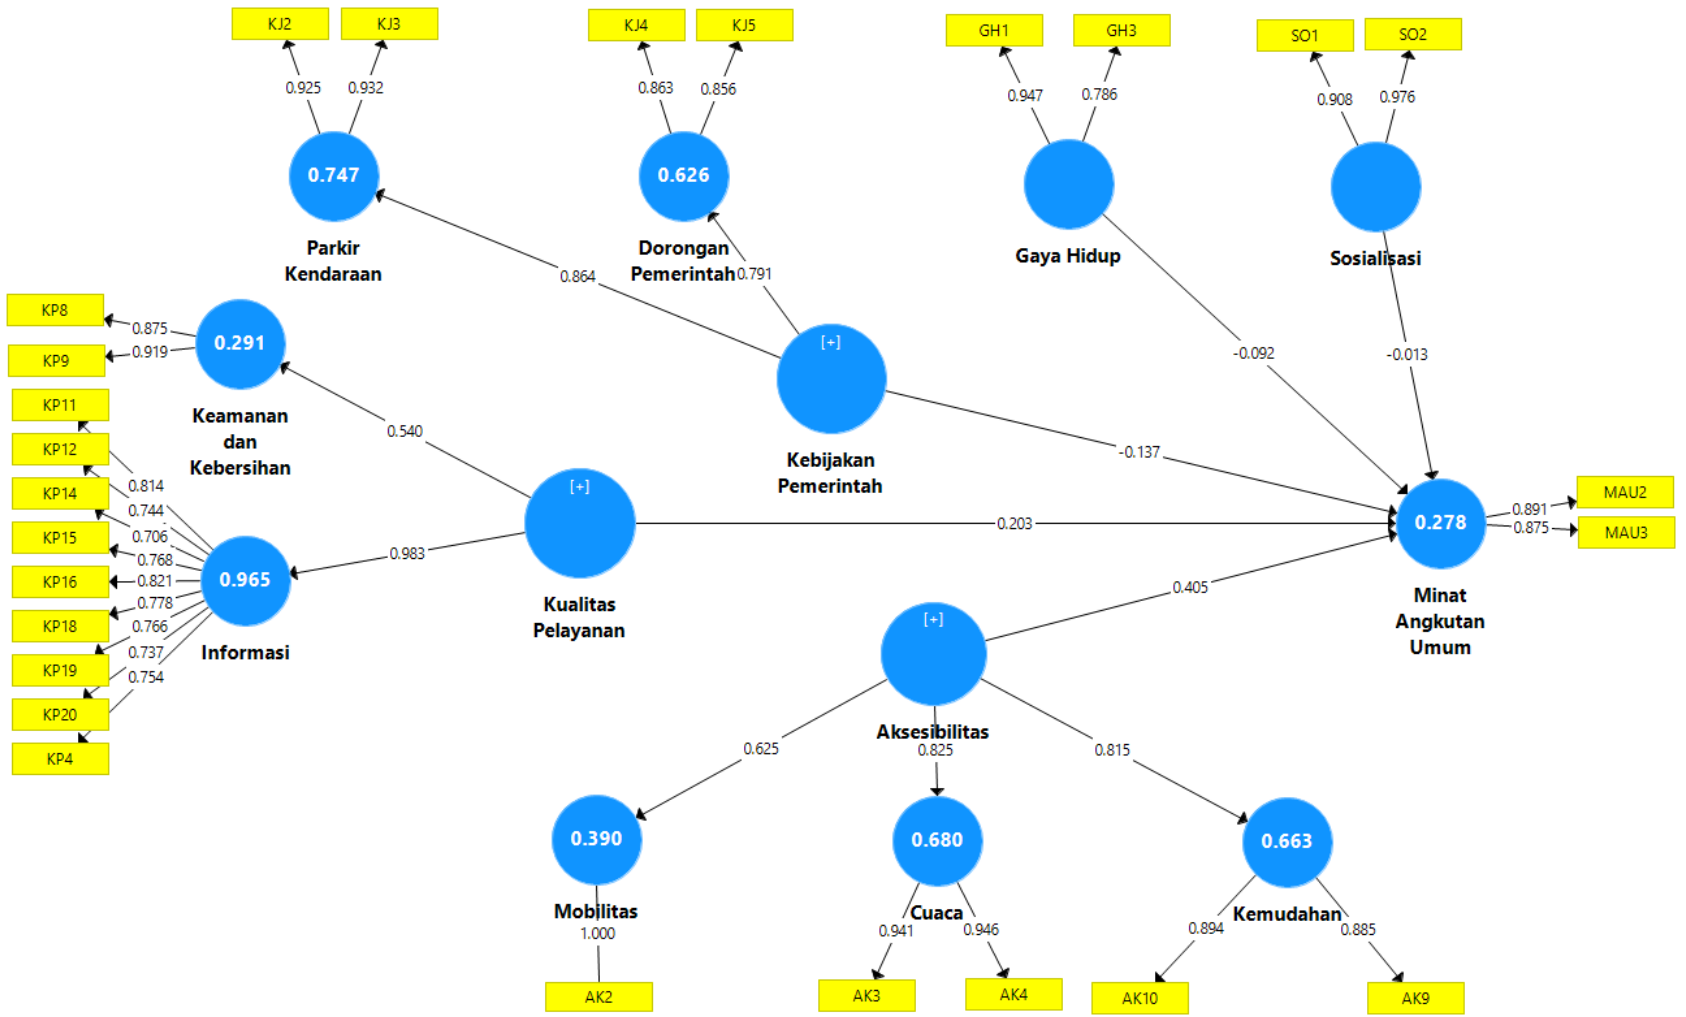 KJ2
KJ3
KJ4
KJ5
GH1
GH3
SO1
SO2
0.925
0.932
0.863
0.856
0.947
0.786
0.908
0.976
0.747
0.626
Parkir
Kendaraan
Dorongan
Pemerintah
Gaya Hidup
Sosialisasi
0.864
0.791
KP8
KP9
0.875
0.919
0.291
Keamanan
dan
Kebersihan
[+]
Kebijakan
Pemerintah
-0.092
-0.013
-0.137
0.540
KP11
KP12
KP14
KP15
KP16
KP18
KP19
KP20
KP4
0.814
0.744
0.706
0.768
0.821
0.778
0.766
0.737
0.754
0.965
Informasi
0.983
[+]
Kualitas
Pelayanan
0.203
0.278
Minat
Angkutan
Umum
0.891
0.875
MAU2
MAU3
0.405
[+]
Aksesibilitas
0.625
0.825
0.815
0.390
Mobilitas
1.000
AK2
0.680
Cuaca
0.941
0.946
AK3
AK4
0.663
Kemudahan
0.894
0.885
AK10
AK9